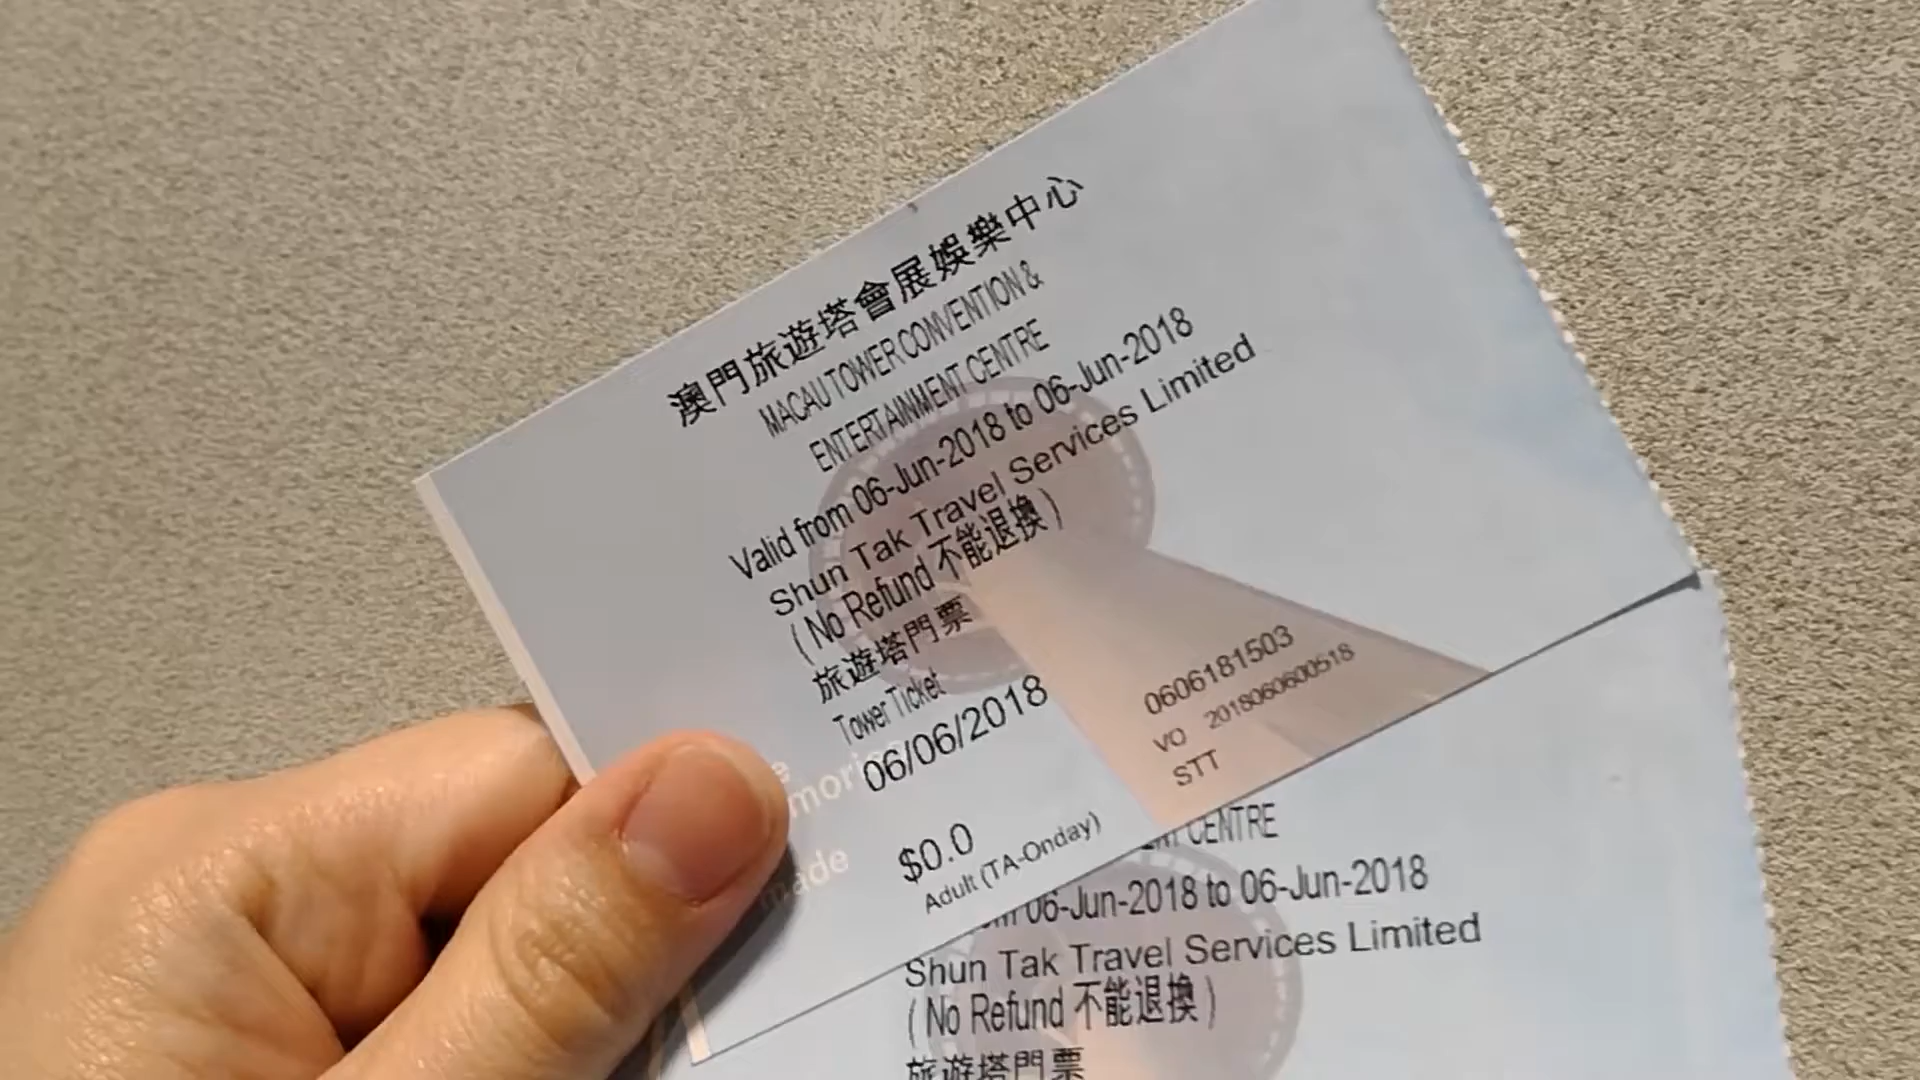 澳門旅遊塔會展娛樂中心
MACAU TOWER CONVENTION &
ENTERTAINMENT CENTRE
Valid from 06-Jun-2018 to 06-Jun-2018
Shun Tak Travel Services Limited
( No Refund 不能退換 )
旅遊塔門票
Tower Ticket
06/06/2018
$0.0
Adult (TA-Onday)
0606181503
VO 201806060051​8
STT
made
CENTRE
06-Jun-2018 to 06-Jun-2018
Shun Tak Travel Services Limited
( No Refund 不能退換 )
旅遊塔門票